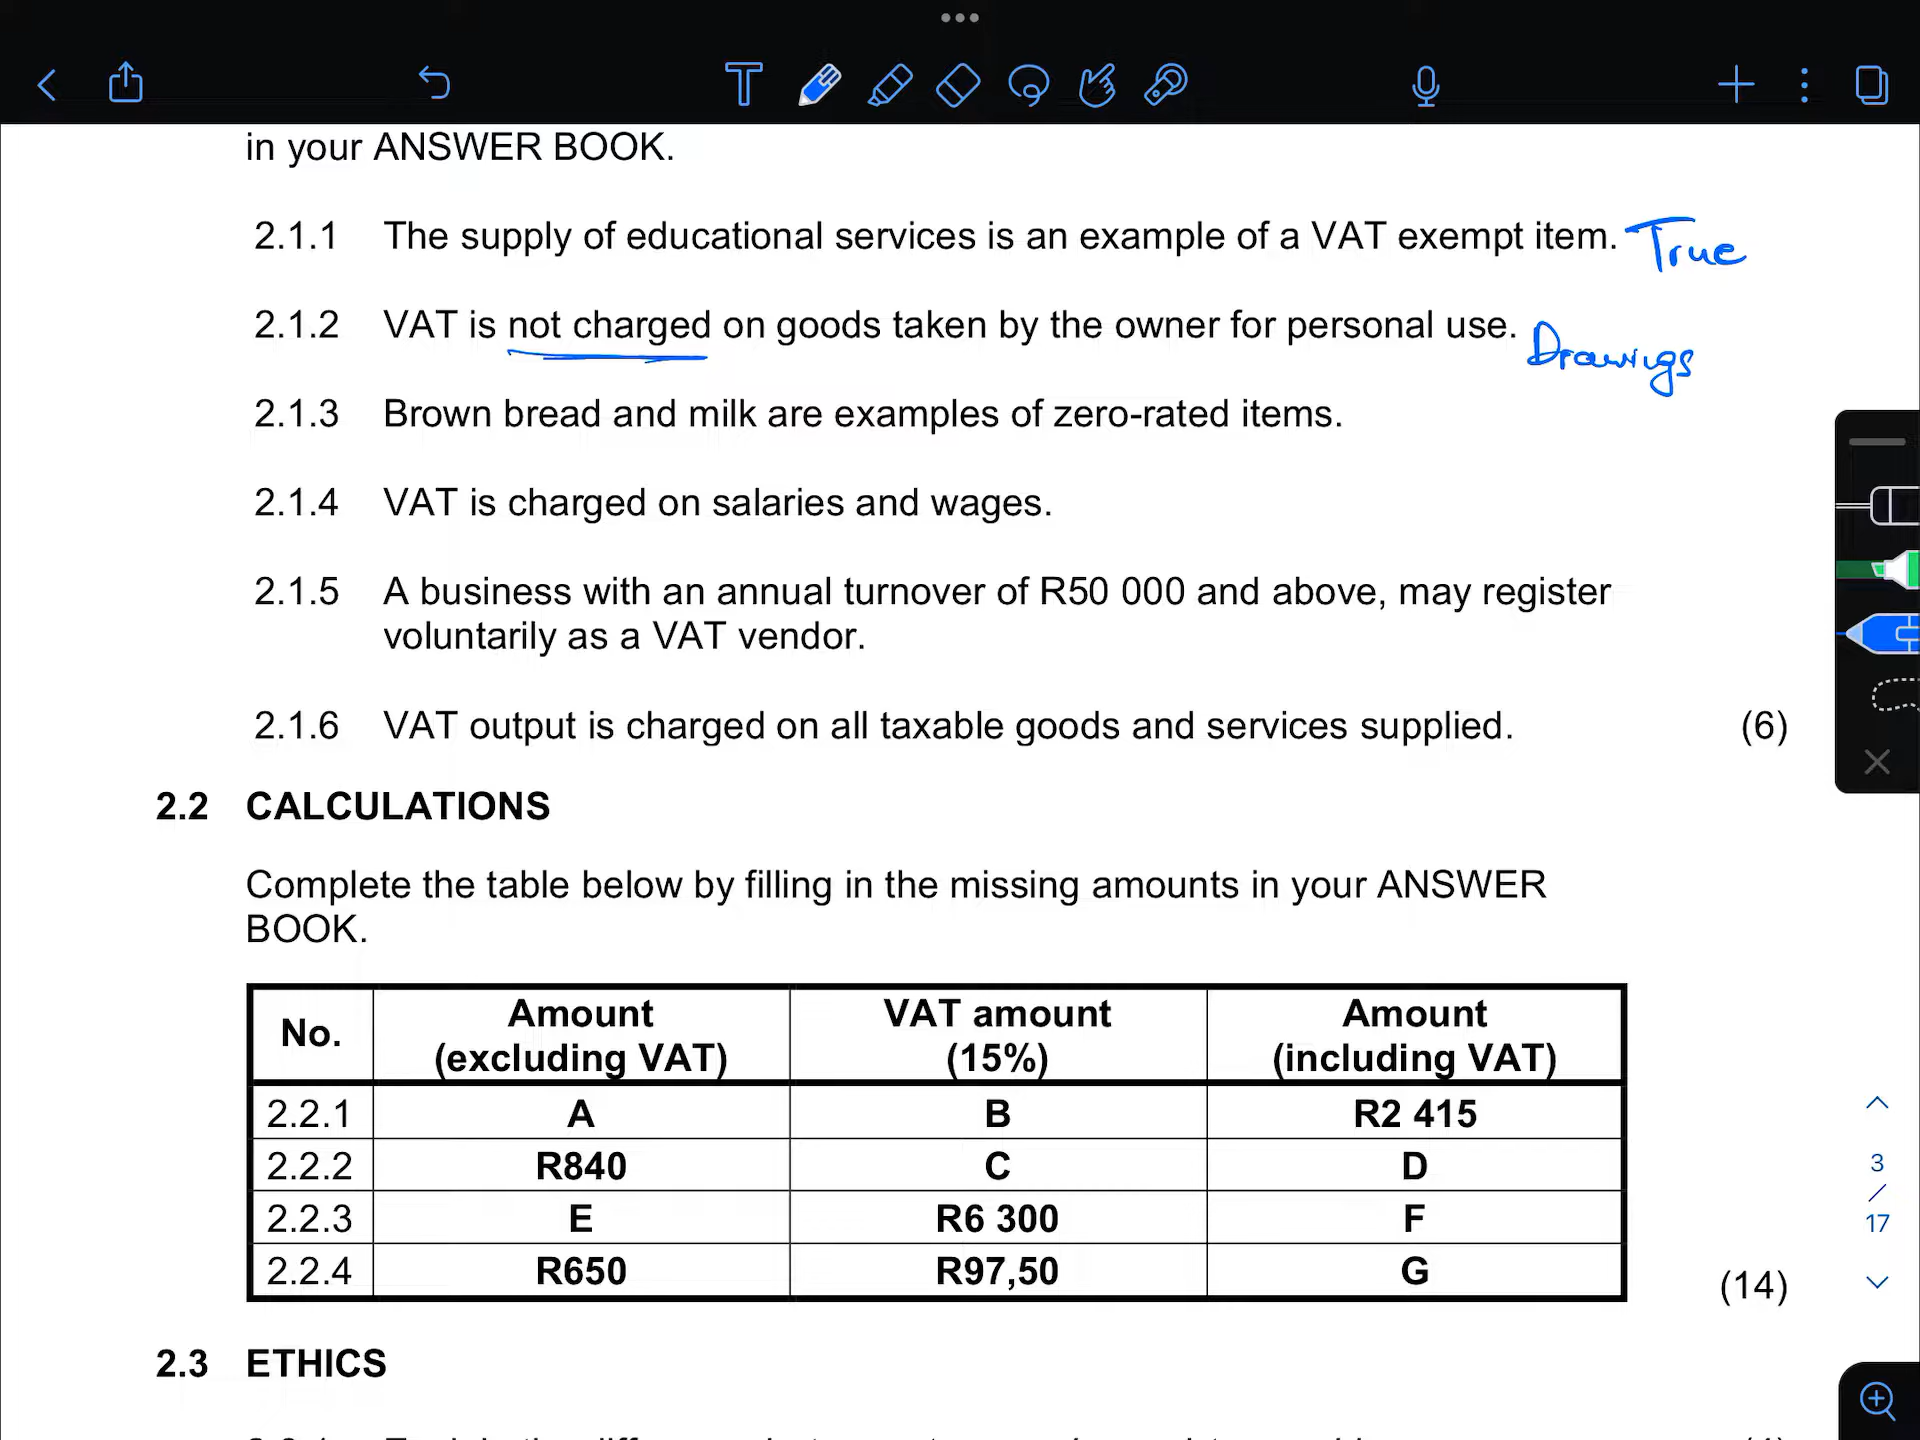 in your ANSWER BOOK.
2.1.1 The supply of educational services is an example of a VAT exempt item. True
2.1.2 VAT is not charged on goods taken by the owner for personal use. Drawings
2.1.3 Brown bread and milk are examples of zero-rated items.
2.1.4 VAT is charged on salaries and wages.
2.1.5 A business with an annual turnover of R50 000 and above, may register
voluntarily as a VAT vendor.
2.1.6 VAT output is charged on all taxable goods and services supplied. (6)
2.2 CALCULATIONS
Complete the table below by filling in the missing amounts in your ANSWER
BOOK.
No. Amount (excluding VAT) VAT amount (15%) Amount (including VAT)
2.2.1 A B R2 415
2.2.2 R840 C D
2.2.3 E R6 300 F
2.2.4 R650 R97,50 G
(14)
2.3 ETHICS
3
/
17